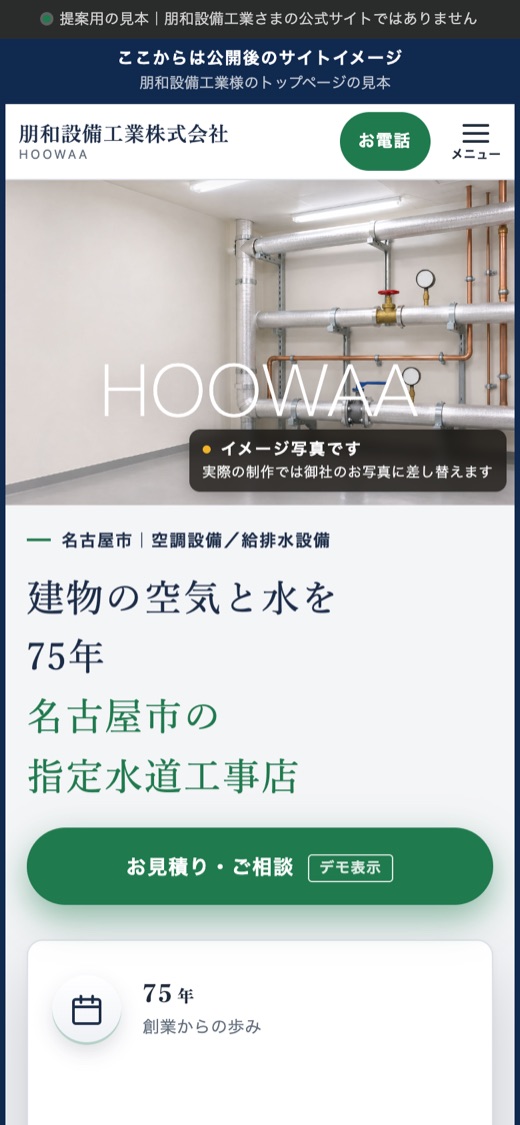 提案用の見本｜朋和設備工業さまの公式サイトではありません
ここからは公開後のサイトイメージ
朋和設備工業様のトップページの見本
朋和設備工業株式会社
HOOWAA
お電話
メニュー
HOOWAA
イメージ写真です
実際の制作では御社のお写真に差し替えます
名古屋市｜空調設備／給排水設備
建物の空気と水を
75年
名古屋市の
指定水道工事店
お見積り・ご相談 デモ表示
75年
創業からの歩み